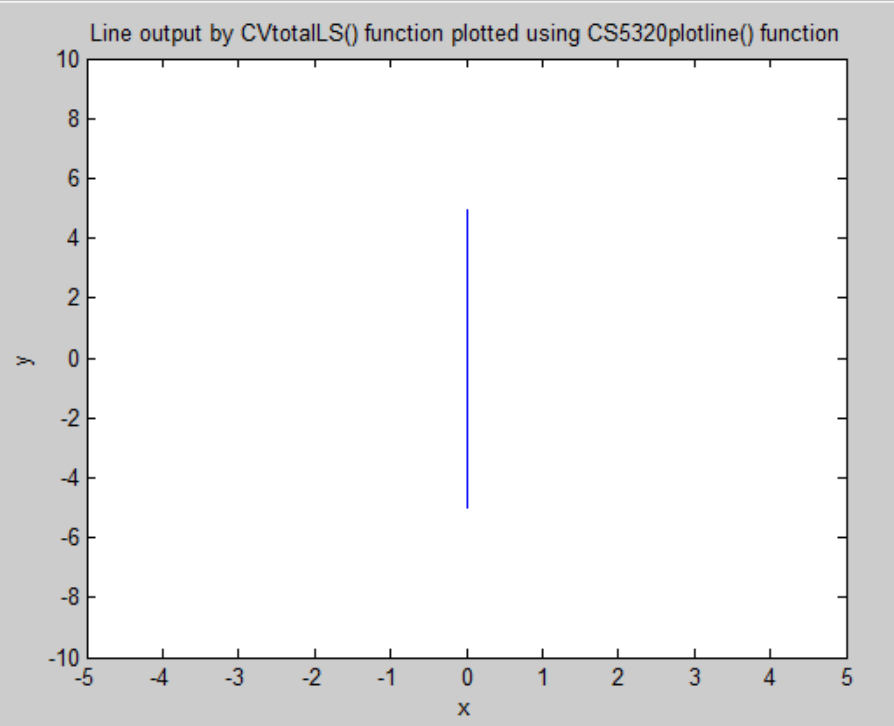 Line output by CVtotalLS() function plotted using CS5320plotline() function
10
8
6
4
2
0
-2
-4
-6
-8
-10
y
-5 -4 -3 -2 -1 0 1 2 3 4 5
x